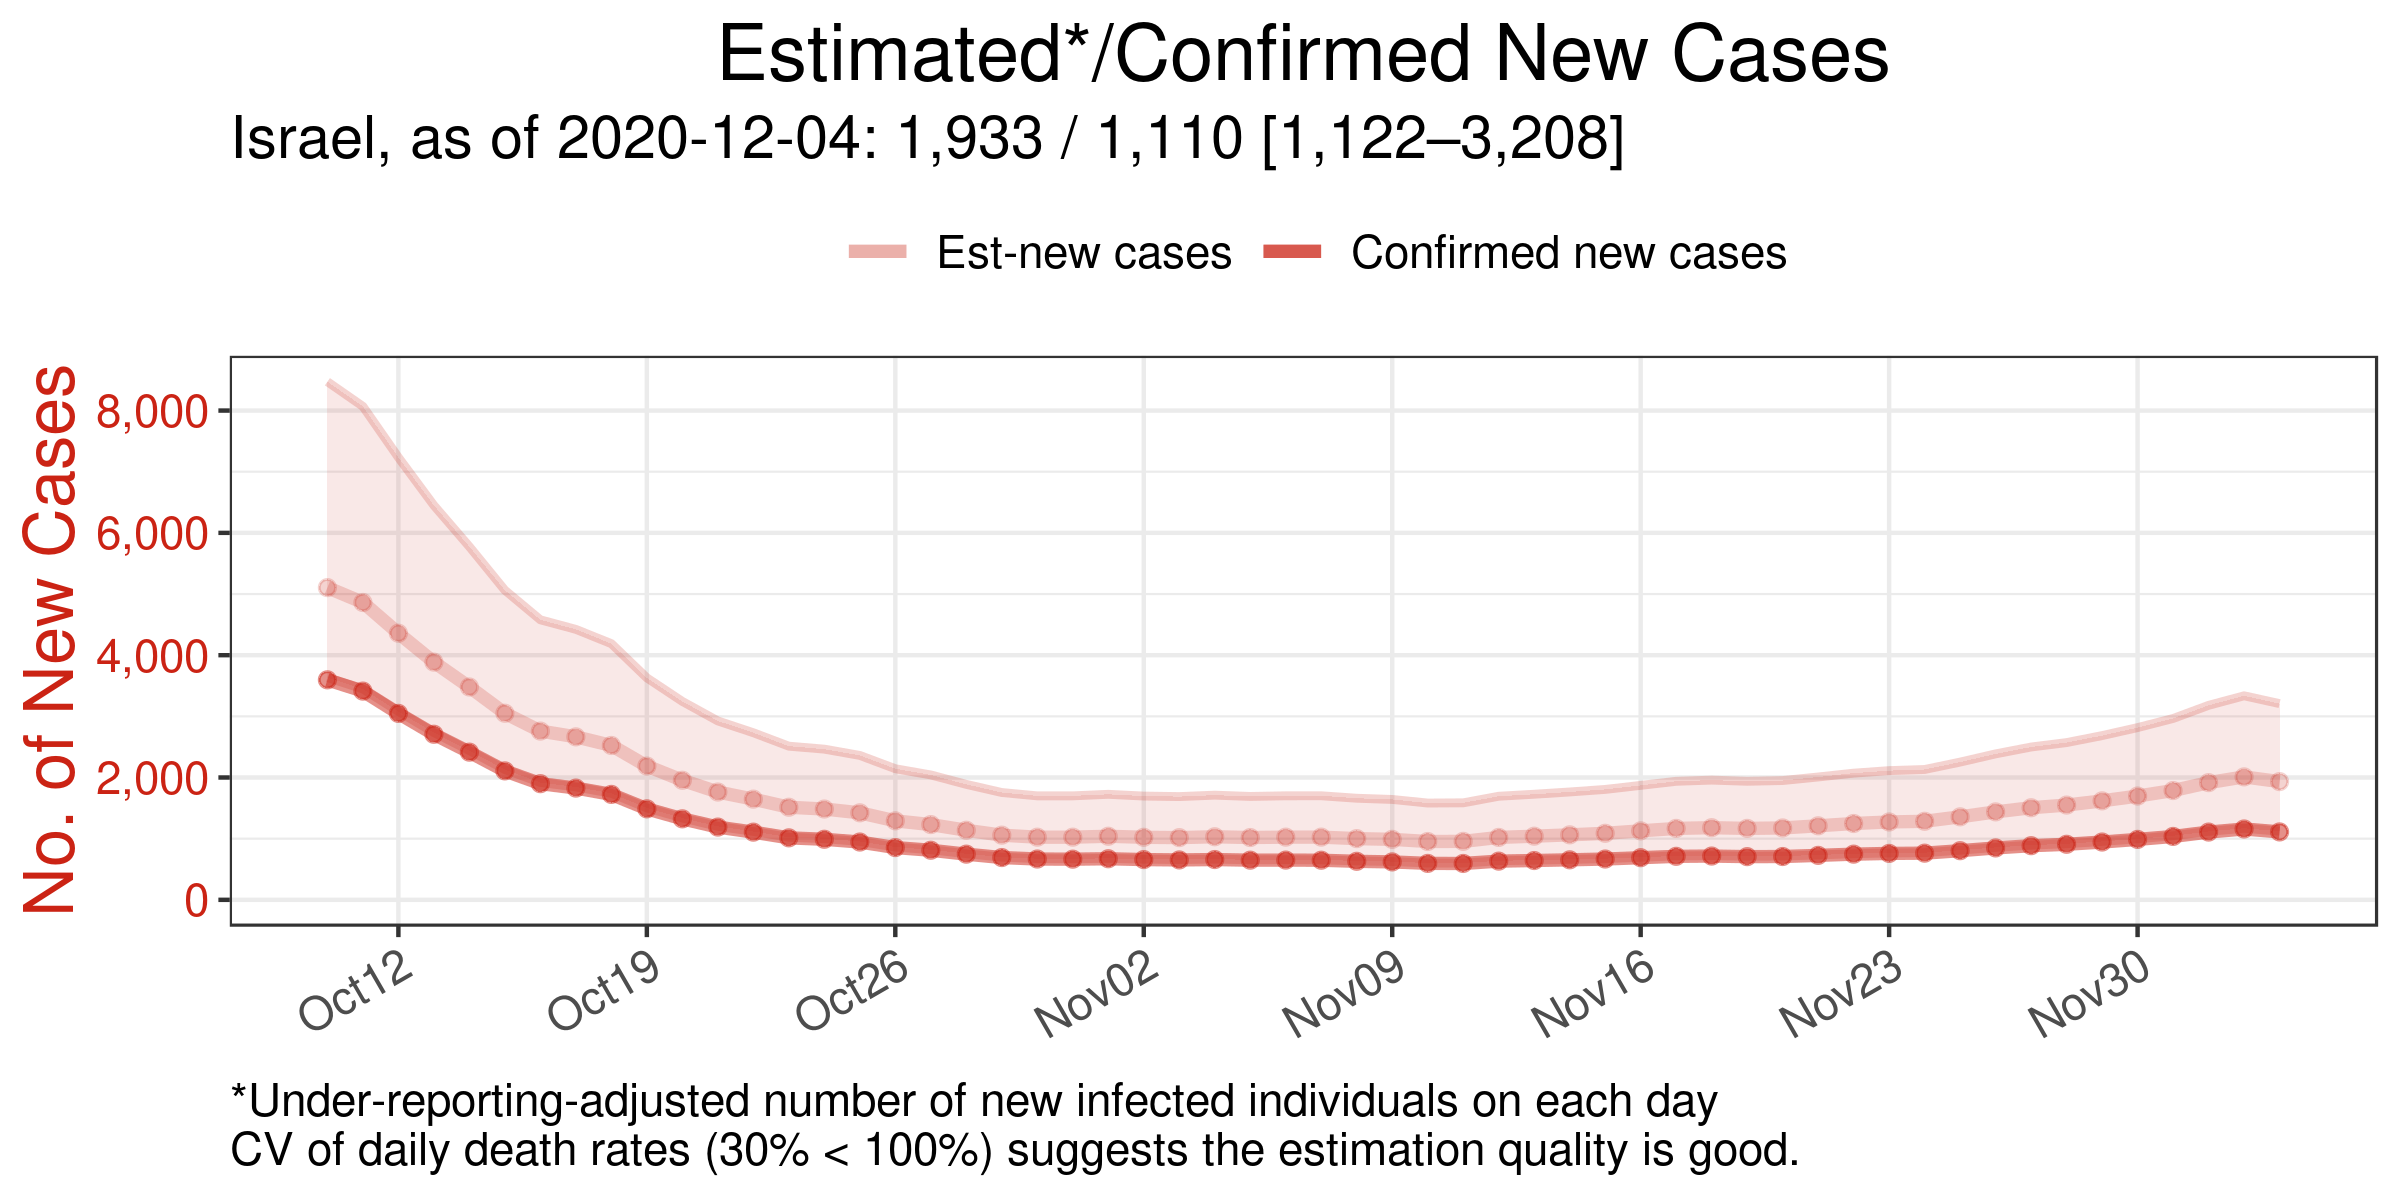 Estimated*/Confirmed New Cases
Israel, as of 2020-12-04: 1,933 / 1,110 [1,122–3,208]
Est-new cases Confirmed new cases
No. of New Cases
8,000
6,000
4,000
2,000
0
Oct12 Oct19 Oct26 Nov02 Nov09 Nov16 Nov23 Nov30
*Under-reporting-adjusted number of new infected individuals on each day
CV of daily death rates (30% < 100%) suggests the estimation quality is good.